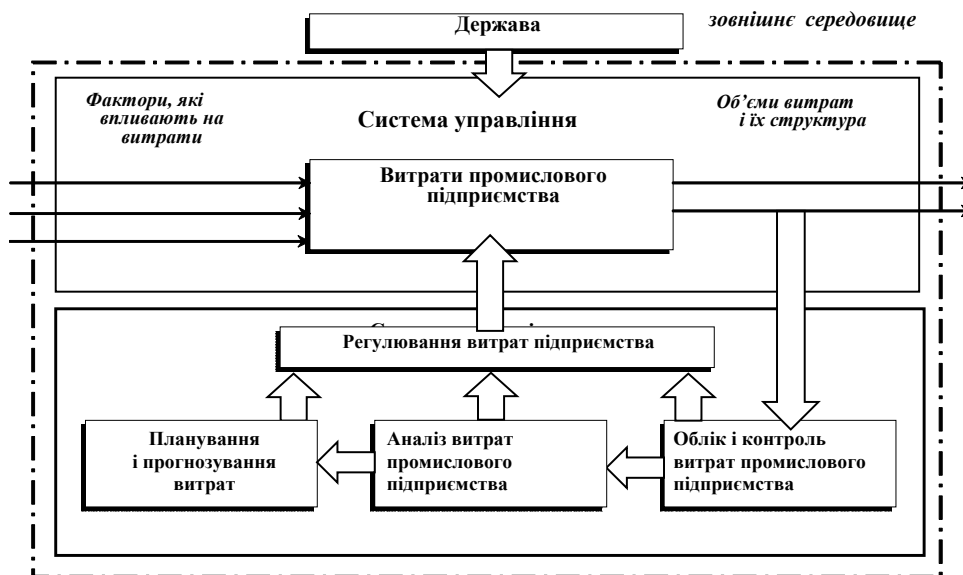 Держава
зовнішнє середовище
Фактори, які
впливають на
витрати
Система управління
Об’єми витрат
і їх структура
Витрати промислового
підприємства
Регулювання витрат підприємства
Планування
і прогнозування
витрат
Аналіз витрат
промислового
підприємства
Облік і контроль
витрат промислового
підприємства